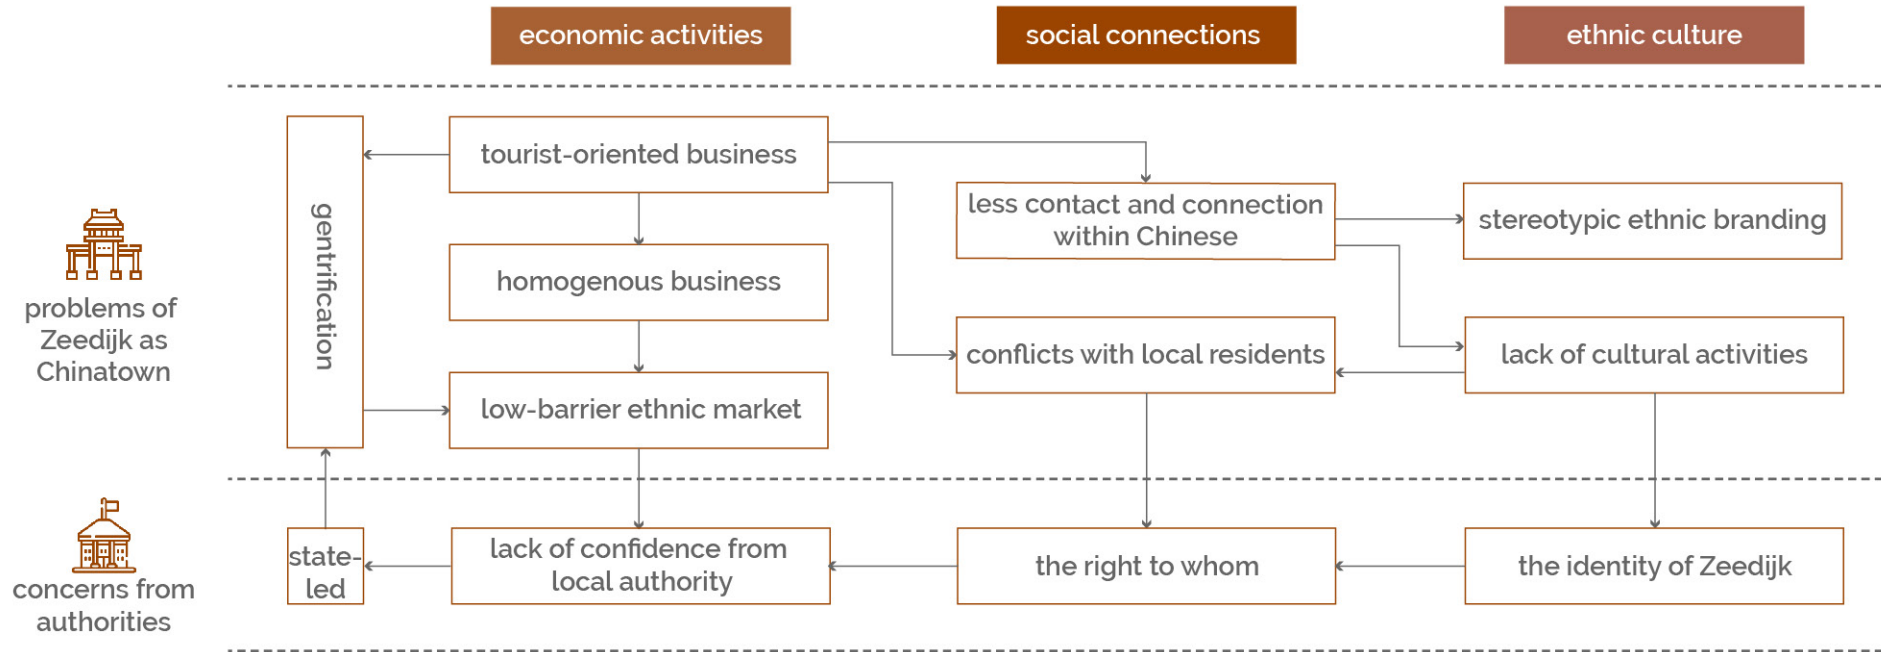 economic activities
social connections
ethnic culture
problems of
Zeedijk as
Chinatown
gentrification
tourist-oriented business
homogenous business
low-barrier ethnic market
less contact and connection
within Chinese
conflicts with local residents
stereotypic ethnic branding
lack of cultural activities
concerns from
authorities
state-
led
lack of confidence from
local authority
the right to whom
the identity of Zeedijk